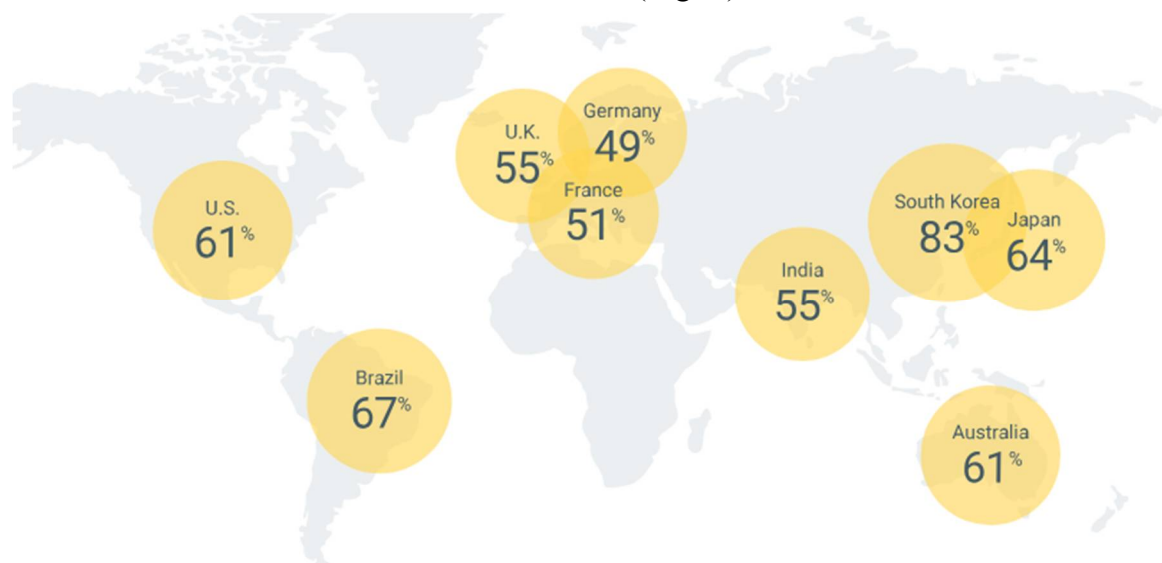 Germany
49%
U.K.
55%
France
51%
U.S.
61%
South Korea
83%
Japan
64%
India
55%
Brazil
67%
Australia
61%